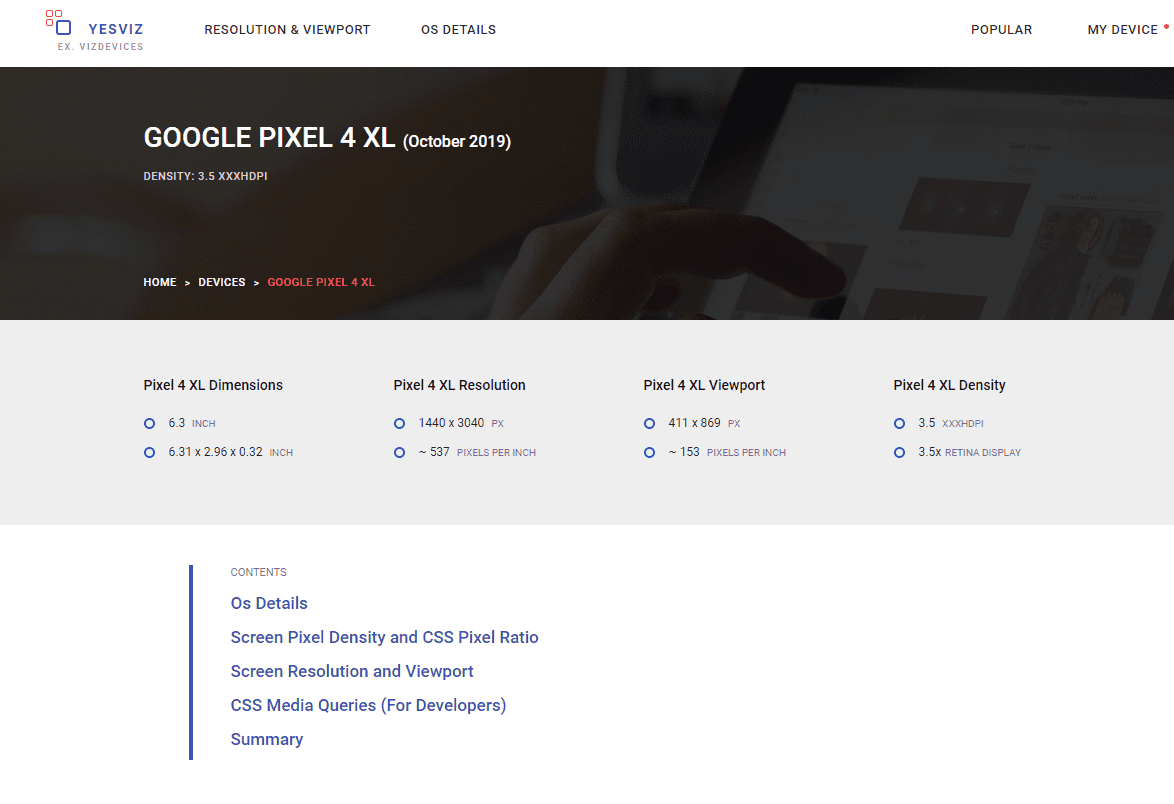 YESVIZ
EX. VIZDEVICES
RESOLUTION & VIEWPORT
OS DETAILS
POPULAR
MY DEVICE
GOOGLE PIXEL 4 XL (October 2019)
DENSITY: 3.5 XXXHDPI
HOME > DEVICES > GOOGLE PIXEL 4 XL
Pixel 4 XL Dimensions
6.3 INCH
6.31 x 2.96 x 0.32 INCH
Pixel 4 XL Resolution
1440 x 3040 PX
~ 537 PIXELS PER INCH
Pixel 4 XL Viewport
411 x 869 PX
~ 153 PIXELS PER INCH
Pixel 4 XL Density
3.5 XXXHDPI
3.5x RETINA DISPLAY
CONTENTS
Os Details
Screen Pixel Density and CSS Pixel Ratio
Screen Resolution and Viewport
CSS Media Queries (For Developers)
Summary